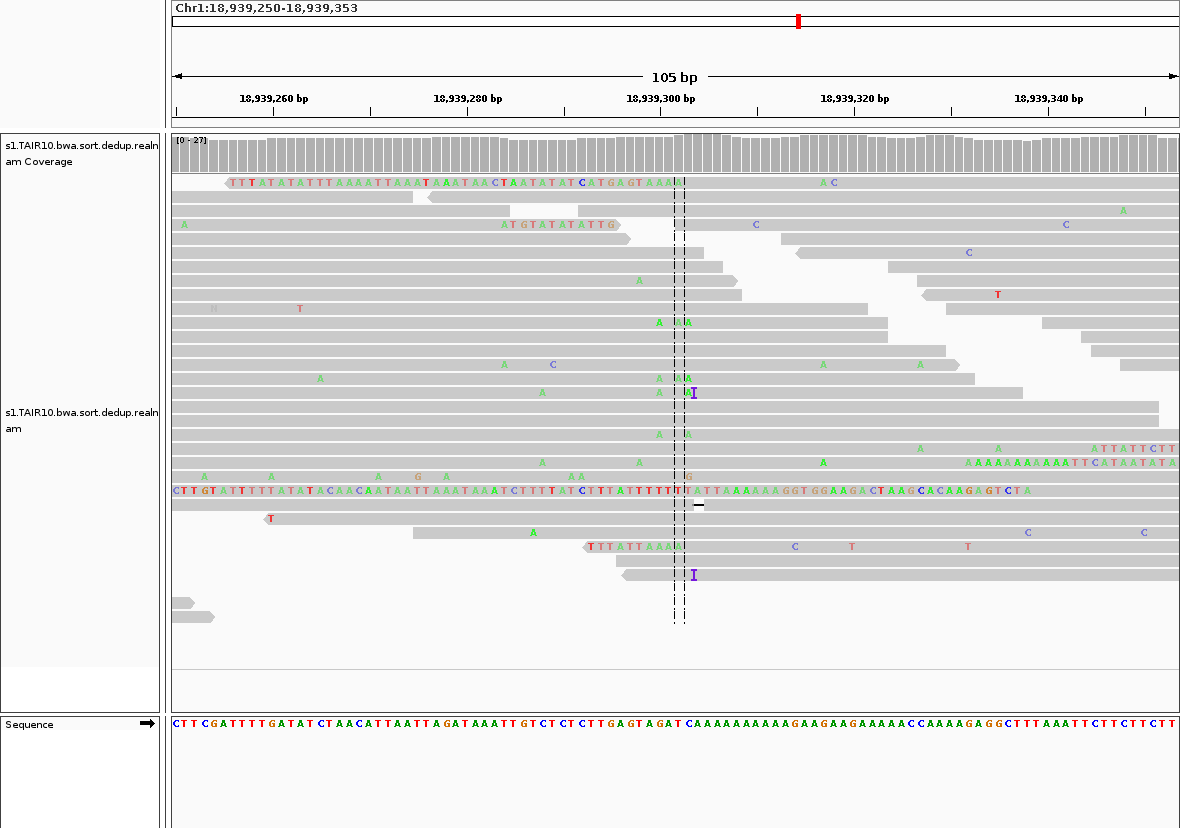 Chr1:18,939,250-18,939,353
105 bp
18,939,260 bp 18,939,280 bp 18,939,300 bp 18,939,320 bp 18,939,340 bp
s1.TAIR10.bwa.sort.dedup.realn
am Coverage
[0 - 27]
TTTATATATTTAAAATTAAATAAATAACTAATATATCATGAGTAAAA AC
A
A ATGTATATATTG C C
C
A
T
N T
A A A
A C A A
A A A A
A A A
s1.TAIR10.bwa.sort.dedup.realn
am
A A
A A ATTATTCTT
A A A AAAAAAAAAAATTCATAATATA
A A A G A A A G
CTTGTATTTTTATATACAACAATAATTAAATAAATCTTTTATCTTTATTTTTTTATTAAAAAAGGTGGAAGACTAAGCACAAGAGTCTA
T
A C C
TTTATTAAAA C T T
Sequence
CTTCGATTTTGATATCTAACATTAATTAGATAAATTGTCTCTCTTGAGTAGATCAAAAAAAAAAGAAGAAGAAAAACCAAAAGAGGCTTTAAATTCTTCTTCTT